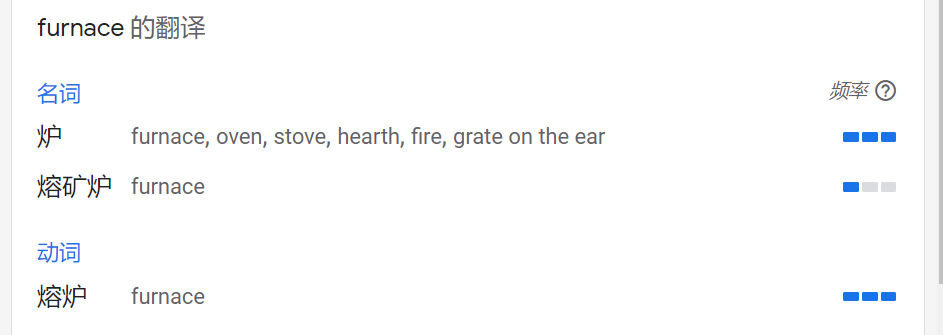 furnace 的翻译
名词 频率
炉 furnace, oven, stove, hearth, fire, grate on the ear
熔矿炉 furnace
动词
熔炉 furnace